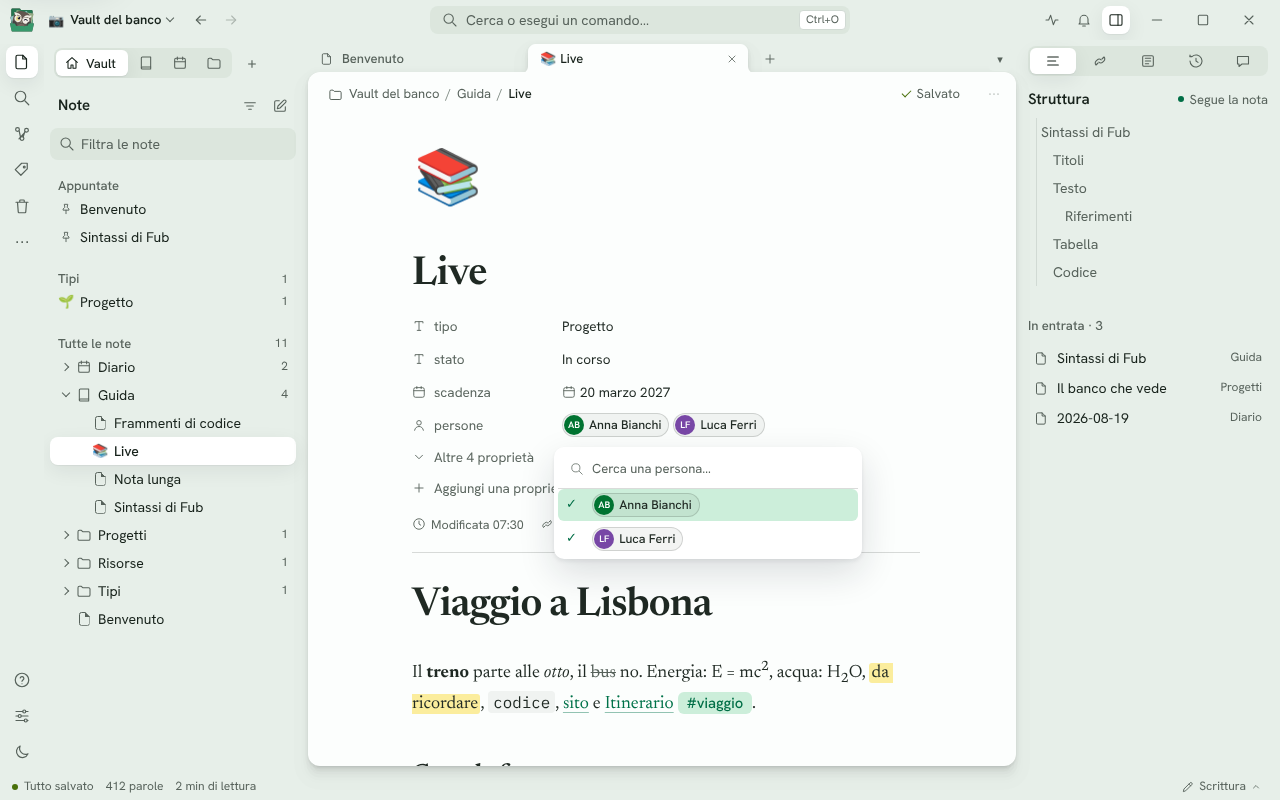 Vault del banco
Cerca o esegui un comando…
Ctrl+O
Vault
Note
Filtra le note
Appuntate
Benvenuto
Sintassi di Fub
Tipi 1
Progetto 1
Tutte le note 11
Diario 2
Guida 4
Frammenti di codice
Live
Nota lunga
Sintassi di Fub
Progetti 1
Risorse 1
Tipi 1
Benvenuto
Tutto salvato 412 parole 2 min di lettura
Benvenuto
Live
Vault del banco / Guida / Live
Salvato
Live
tipo Progetto
stato In corso
scadenza 20 marzo 2027
persone AB Anna Bianchi LF Luca Ferri
Altre 4 proprietà
Aggiungi una proprie
Modificata 07:30
Cerca una persona…
✓ AB Anna Bianchi
✓ LF Luca Ferri
Viaggio a Lisbona
Il treno parte alle otto, il bus no. Energia: E = mc², acqua: H₂O, da
ricordare, codice, sito e Itinerario #viaggio.
Struttura
Segue la nota
Sintassi di Fub
Titoli
Testo
Riferimenti
Tabella
Codice
In entrata · 3
Sintassi di Fub Guida
Il banco che vede Progetti
2026-08-19 Diario
Scrittura